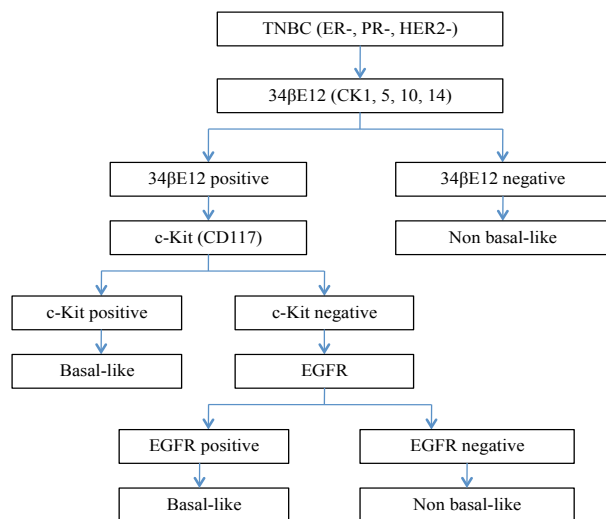 TNBC (ER-, PR-, HER2-)
34βE12 (CK1, 5, 10, 14)
34βE12 positive
34βE12 negative
c-Kit (CD117)
Non basal-like
c-Kit positive
c-Kit negative
Basal-like
EGFR
EGFR positive
EGFR negative
Basal-like
Non basal-like